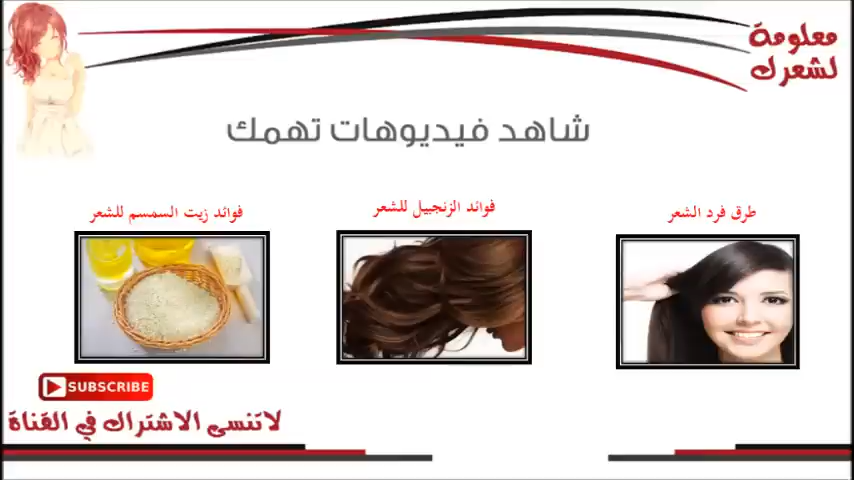 معلومة
لشعرك
شاهد فيديوهات تهمك
طرق فرد الشعر
فوائد الزنجبيل للشعر
فوائد زيت السمسم للشعر
SUBSCRIBE
لاتنسى الاشتراك في القناة